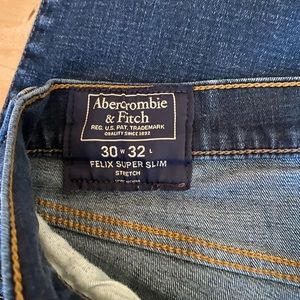 Abercrombie
& Fitch
REG. U.S. PAT. TRADEMARK
QUALITY SINCE 1892
30 W 32 L
FELIX SUPER SLIM
STRETCH